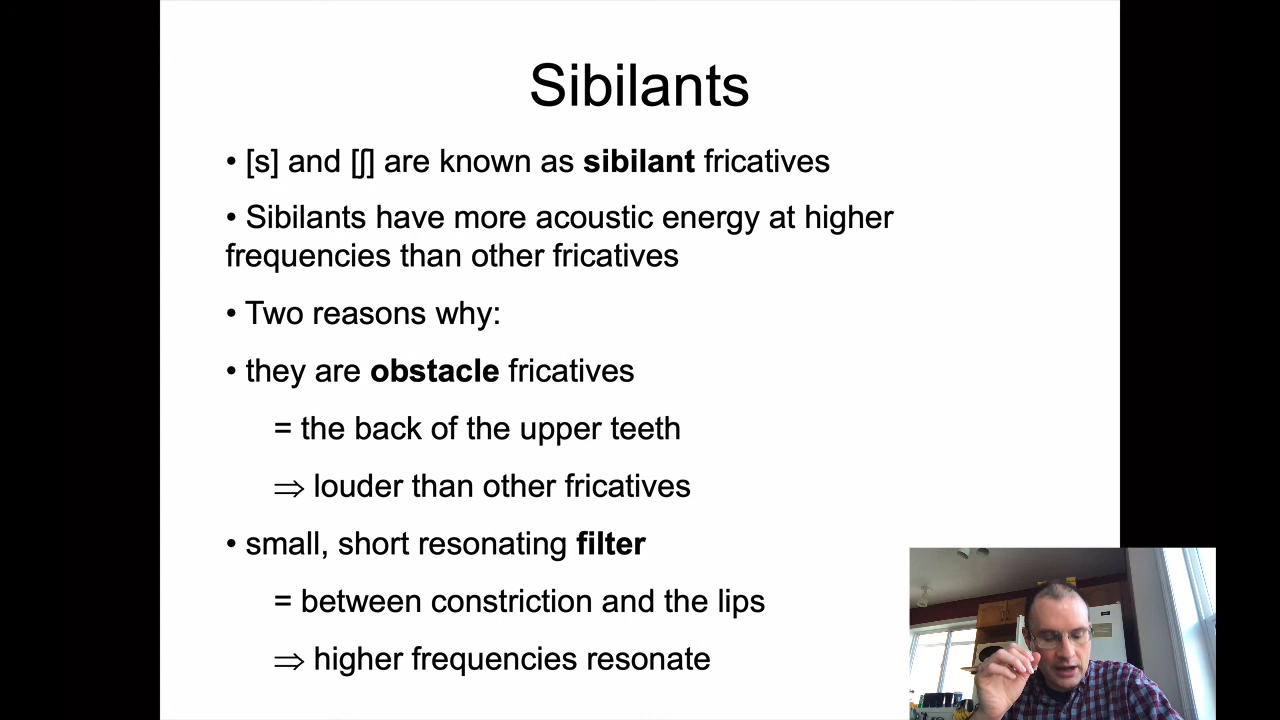 Sibilants
• [s] and [ʃ] are known as sibilant fricatives
• Sibilants have more acoustic energy at higher
frequencies than other fricatives
• Two reasons why:
• they are obstacle fricatives
= the back of the upper teeth
⇒ louder than other fricatives
• small, short resonating filter
= between constriction and the lips
⇒ higher frequencies resonate